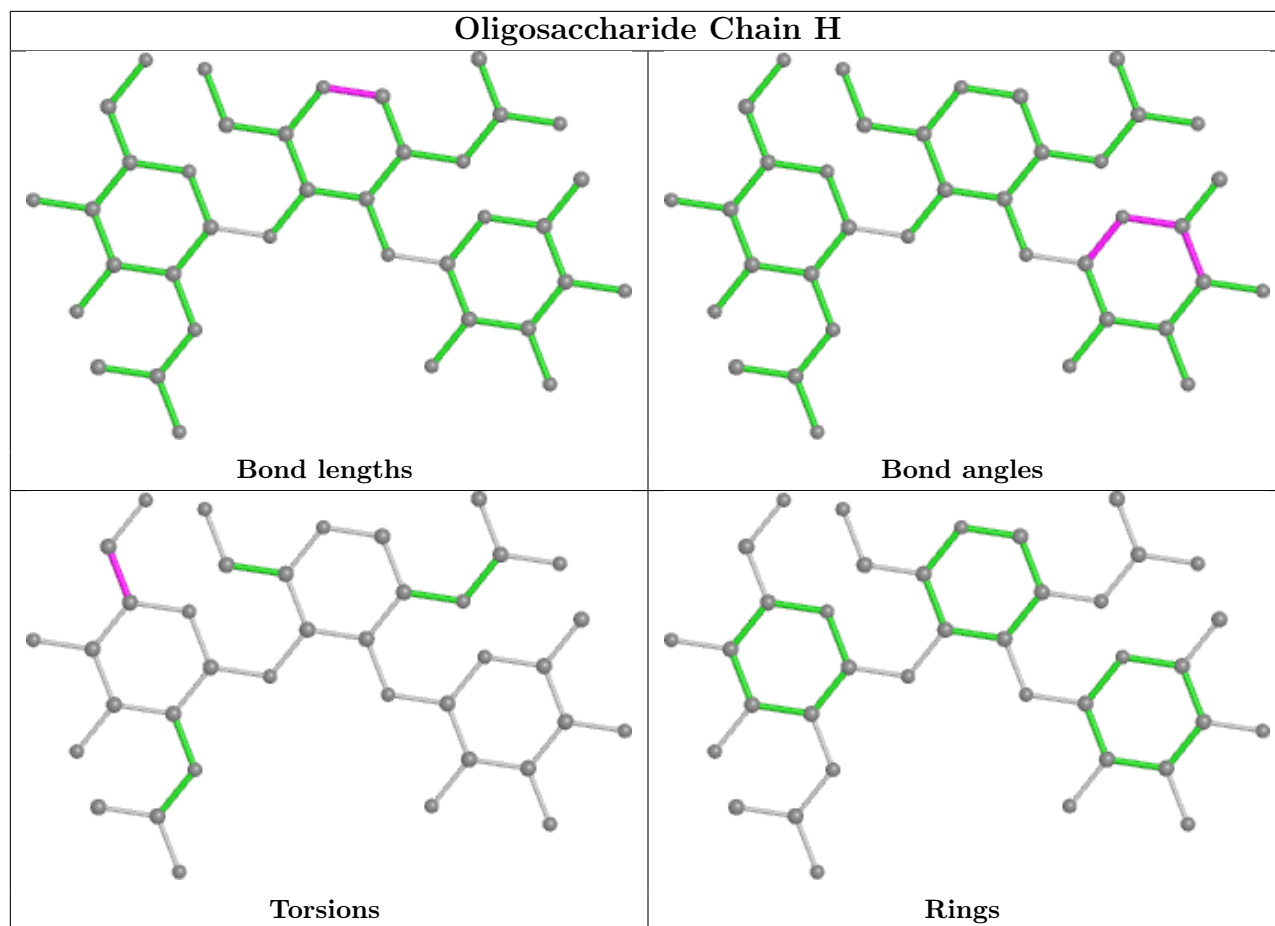 Oligosaccharide Chain H
Bond lengths
Bond angles
Torsions
Rings